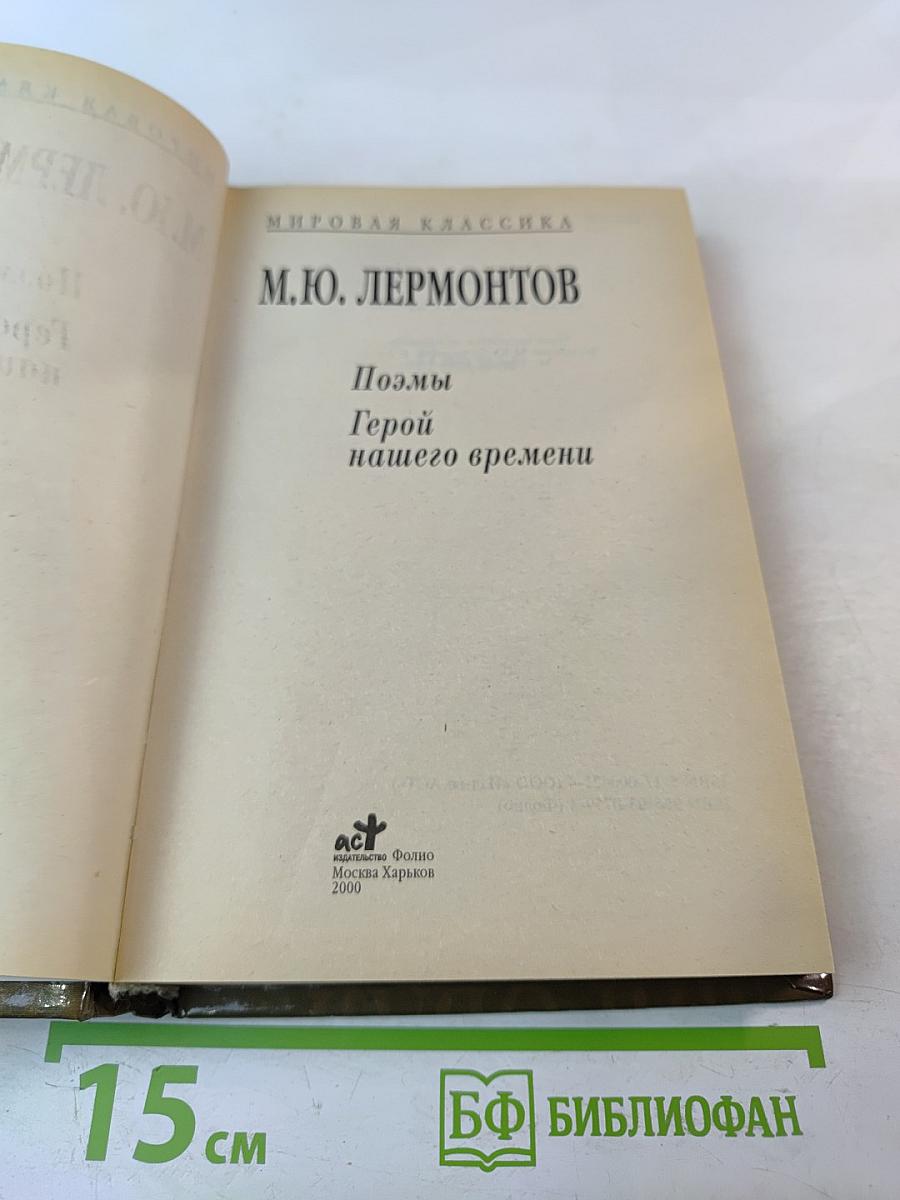 МИРОВАЯ КЛАССИКА
М.Ю. ЛЕРМОНТОВ
Поэмы
Герой
нашего времени
аст
ИЗДАТЕЛЬСТВО Фолио
Москва Харьков
2000
15 см
БФ БИБЛИОФАН